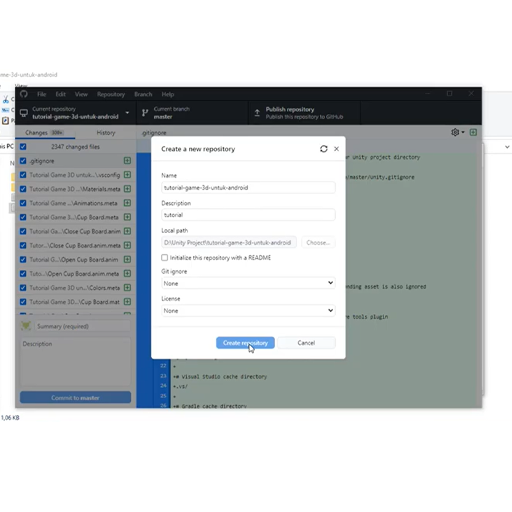 ome-3d-untuk-android
File Edit View Repository Branch Help
Current repository
tutorial-game-3d-untuk-android
Current branch
master
Publish repository
Publish this repository to GitHub
Changes
History
.gitignore
2347 changed files
.gitignore
Tutorial Game 3D untuk...\.vsconfig
Tutorial Game 3D ...\Materials.meta
Tutorial Game ...\Animations.meta
Tutorial Game 3...\Cup Board.meta
Tutorial Ga...\Close Cup Board.anim
Tuto...\Close Cup Board.anim.meta
Tutorial G...\Open Cup Board.anim
Tuto...\Open Cup Board.anim.meta
Tutorial Game 3D un...\Colors.meta
Tutorial Game 3D...\Cup Board.mat
Summary (required)
Description
Commit to master
Create a new repository
Name
tutorial-game-3d-untuk-android
Description
tutorial
Local path
D:\Unity Project\tutorial-game-3d-untuk-android
Choose...
Initialize this repository with a README
Git ignore
None
License
None
Create repository
Cancel
or unity project directory
/master/unity.gitignore
ending asset is also ignored
re tools plugin
22 +# Visual Studio cache directory
23 +.vs/
24 +
25 +# Gradle cache directory
1,06 KB